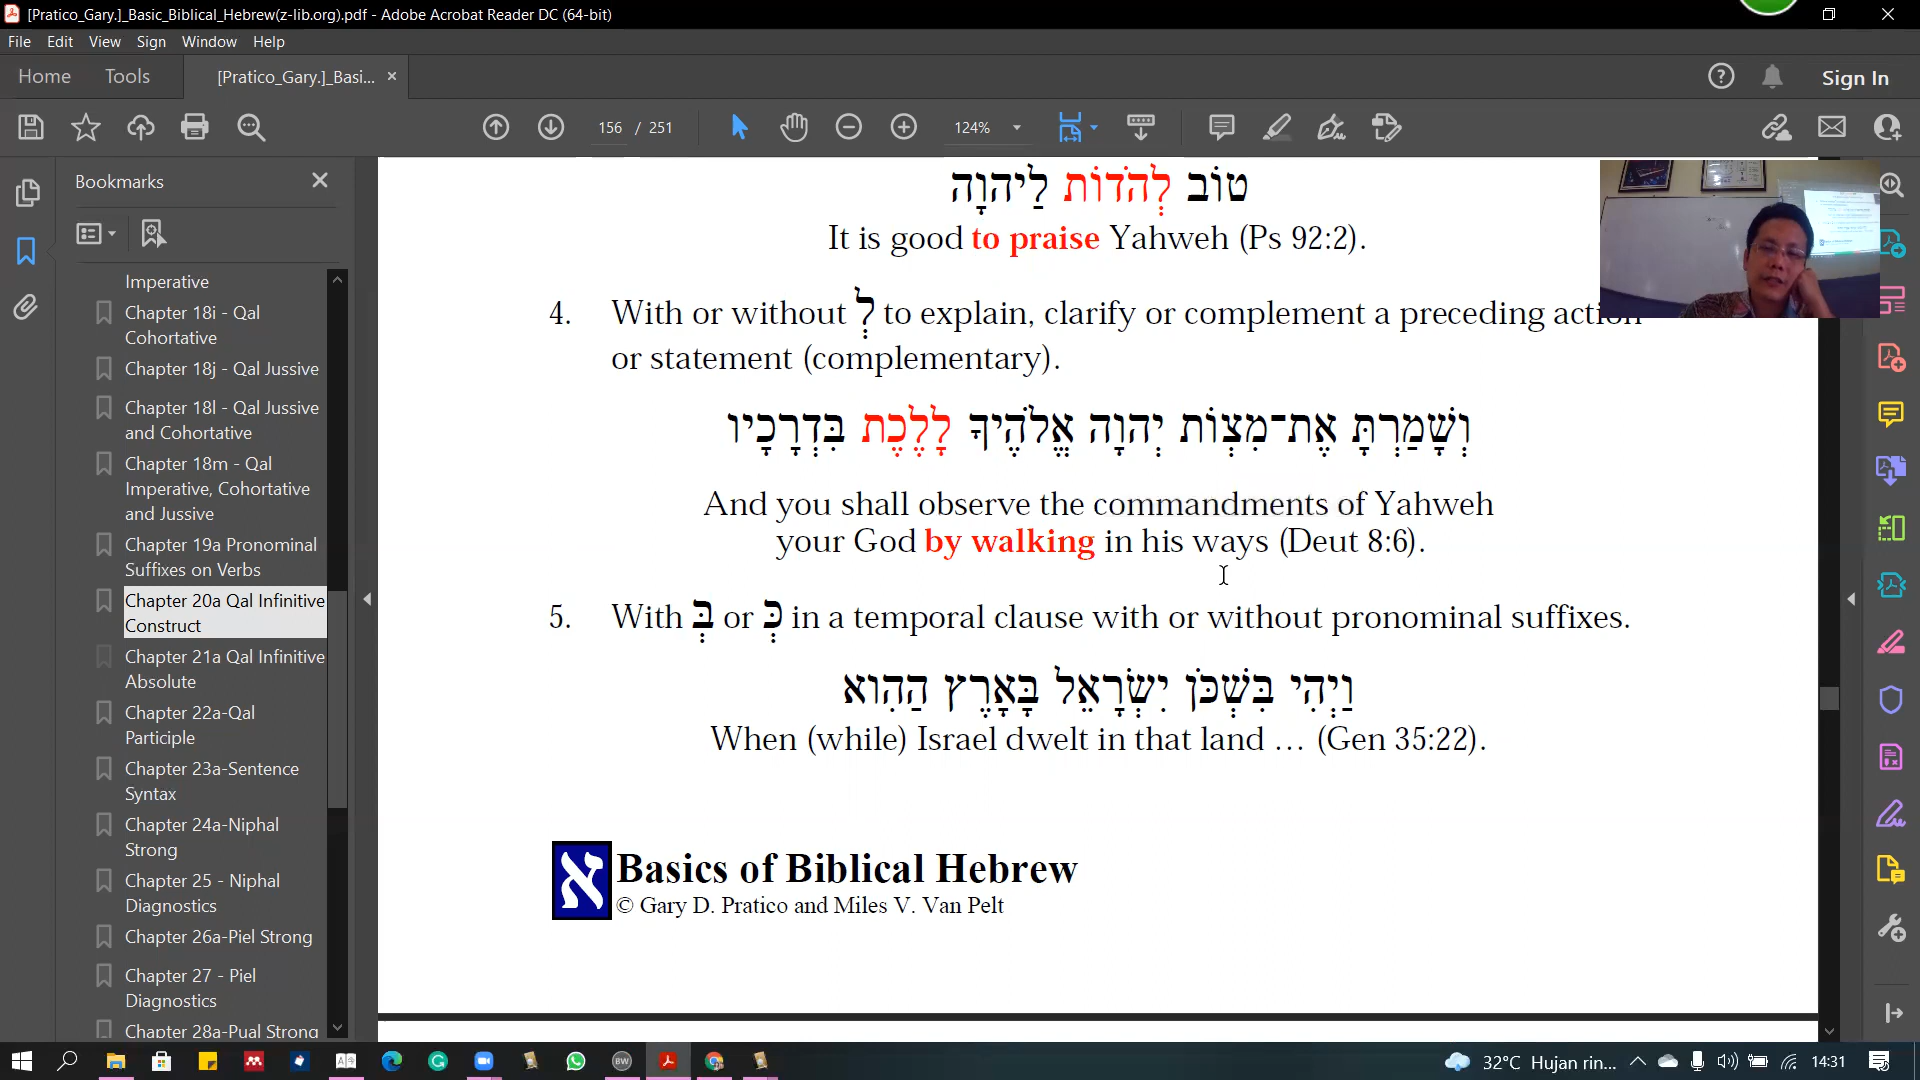 [Pratico_Gary.]_Basic_Biblical_Hebrew(z-lib.org).pdf - Adobe Acrobat Reader DC (64-bit)
File Edit View Sign Window Help
Home Tools [Pratico_Gary.]_Basi... × Sign In
156 / 251 124%
Bookmarks
Imperative
Chapter 18i - Qal
Cohortative
Chapter 18j - Qal Jussive
Chapter 18l - Qal Jussive
and Cohortative
Chapter 18m - Qal
Imperative, Cohortative
and Jussive
Chapter 19a Pronominal
Suffixes on Verbs
Chapter 20a Qal Infinitive
Construct
Chapter 21a Qal Infinitive
Absolute
Chapter 22a-Qal
Participle
Chapter 23a-Sentence
Syntax
Chapter 24a-Niphal
Strong
Chapter 25 - Niphal
Diagnostics
Chapter 26a-Piel Strong
Chapter 27 - Piel
Diagnostics
Chapter 28a-Pual Strong
טוֹב לְהֹדוֹת לַיהוָה
It is good to praise Yahweh (Ps 92:2).
4. With or without לְ to explain, clarify or complement a preceding action
or statement (complementary).
וְשָׁמַרְתָּ אֶת־מִצְוֹת יְהוָה אֱלֹהֶיךָ לָלֶכֶת בִּדְרָכָיו
And you shall observe the commandments of Yahweh
your God by walking in his ways (Deut 8:6).
5. With בְּ or כְּ in a temporal clause with or without pronominal suffixes.
וַיְהִי בִּשְׁכֹּן יִשְׂרָאֵל בָּאָרֶץ הַהִוא
When (while) Israel dwelt in that land … (Gen 35:22).
א Basics of Biblical Hebrew
© Gary D. Pratico and Miles V. Van Pelt
BW 32°C Hujan rin... 14:31